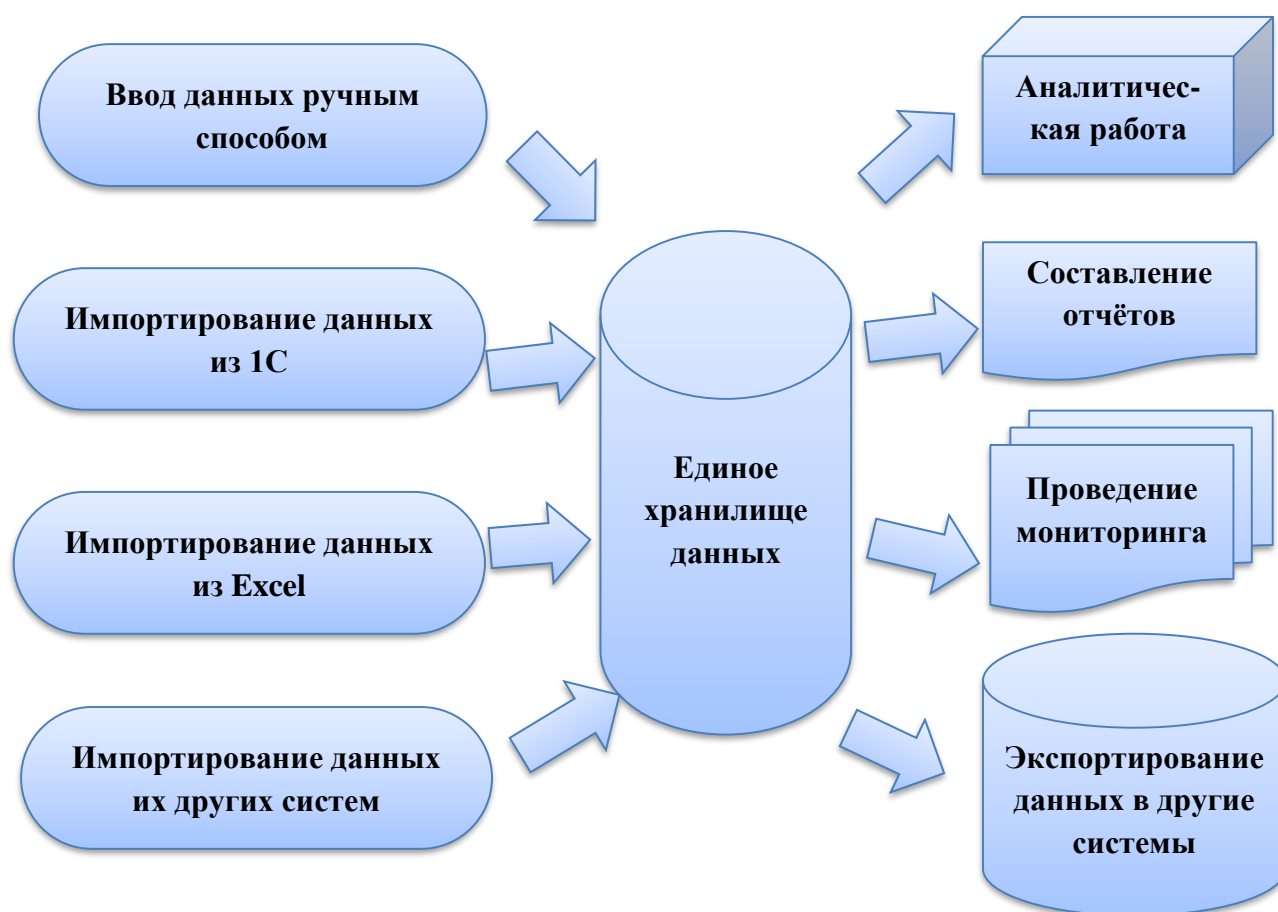 Ввод данных ручным
способом
Импортирование данных
из 1С
Импортирование данных
из Excel
Импортирование данных
их других систем
Единое
хранилище
данных
Аналитичес-
кая работа
Составление
отчётов
Проведение
мониторинга
Экспортирование
данных в другие
системы